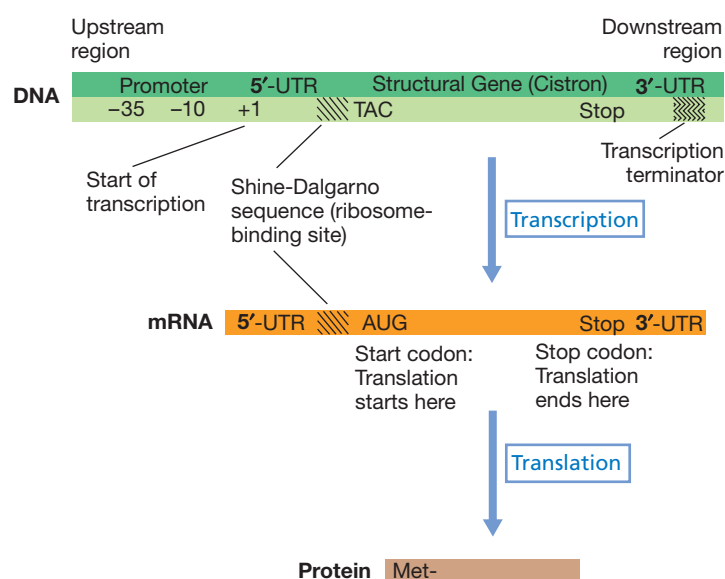 Upstream
region
Downstream
region
DNA
Promoter 5′-UTR Structural Gene (Cistron) 3′-UTR
−35 −10 +1 TAC Stop
Start of
transcription
Shine-Dalgarno
sequence (ribosome-
binding site)
Transcription
terminator
Transcription
mRNA 5′-UTR AUG Stop 3′-UTR
Start codon:
Translation
starts here
Stop codon:
Translation
ends here
Translation
Protein Met-